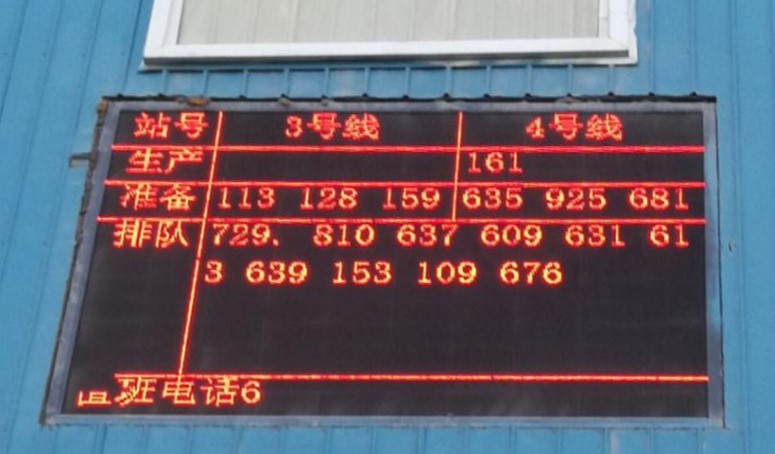 站号 3号线 4号线
生产 161
准备 113 128 159 635 925 681
排队 729. 810 637 609 631 61
3 639 153 109 676
值班电话6